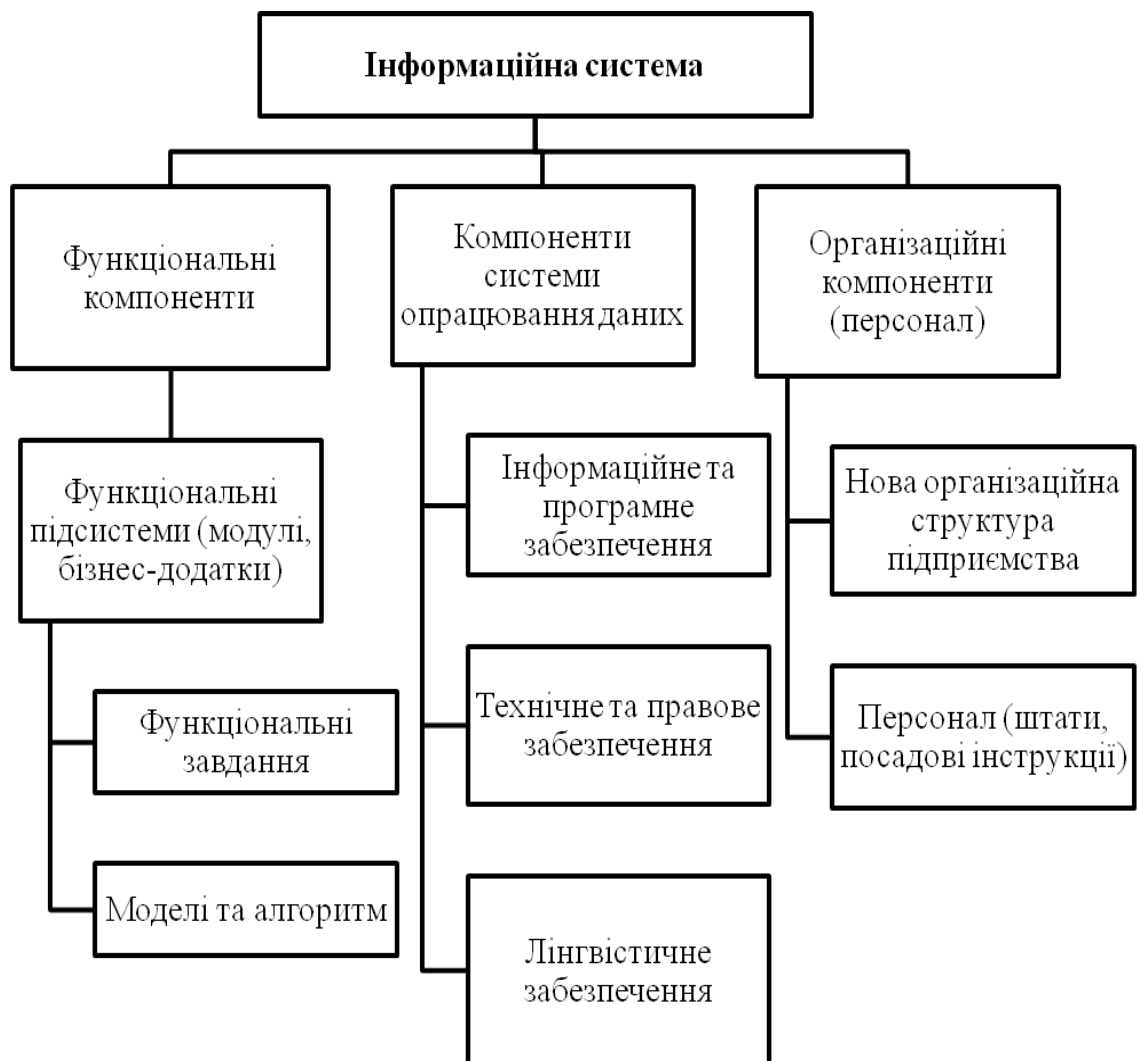 Інформаційна система
Функціональні
компоненти
Компоненти
системи
опрацювання даних
Організаційні
компоненти
(персонал)
Функціональні
підсистеми (модулі,
бізнес-додатки)
Функціональні
завдання
Моделі та алгоритм
Інформаційне та
програмне
забезпечення
Технічне та правове
забезпечення
Лінгвістичне
забезпечення
Нова організаційна
структура
підприємства
Персонал (штати,
посадові інструкції)